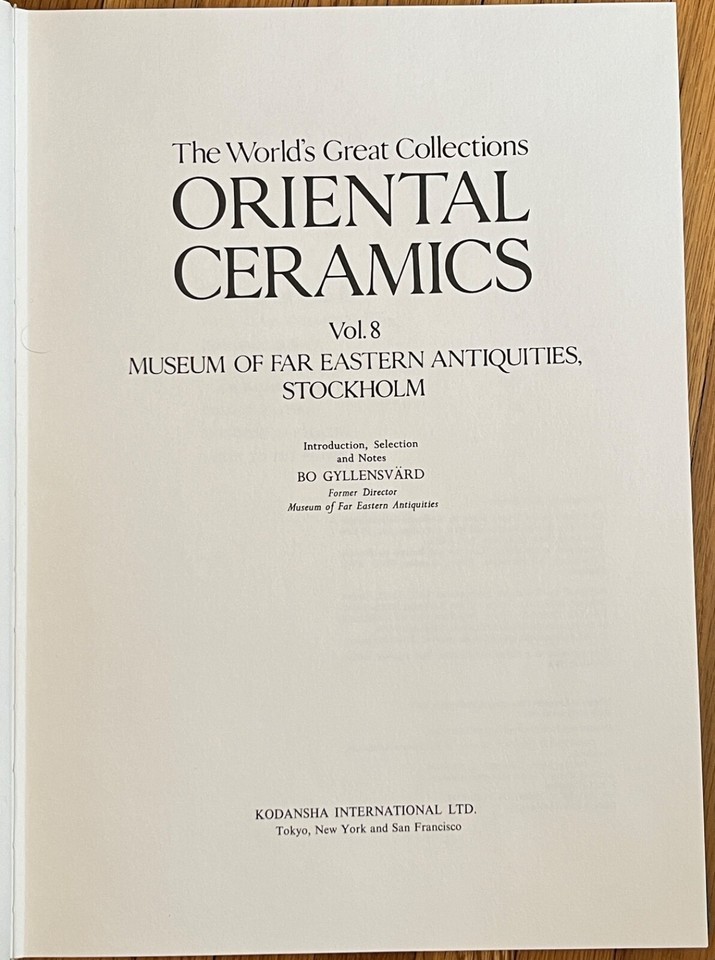 The World's Great Collections
ORIENTAL
CERAMICS
Vol. 8
MUSEUM OF FAR EASTERN ANTIQUITIES,
STOCKHOLM
Introduction, Selection
and Notes
BO GYLLENSVÄRD
Former Director
Museum of Far Eastern Antiquities
KODANSHA INTERNATIONAL LTD.
Tokyo, New York and San Francisco